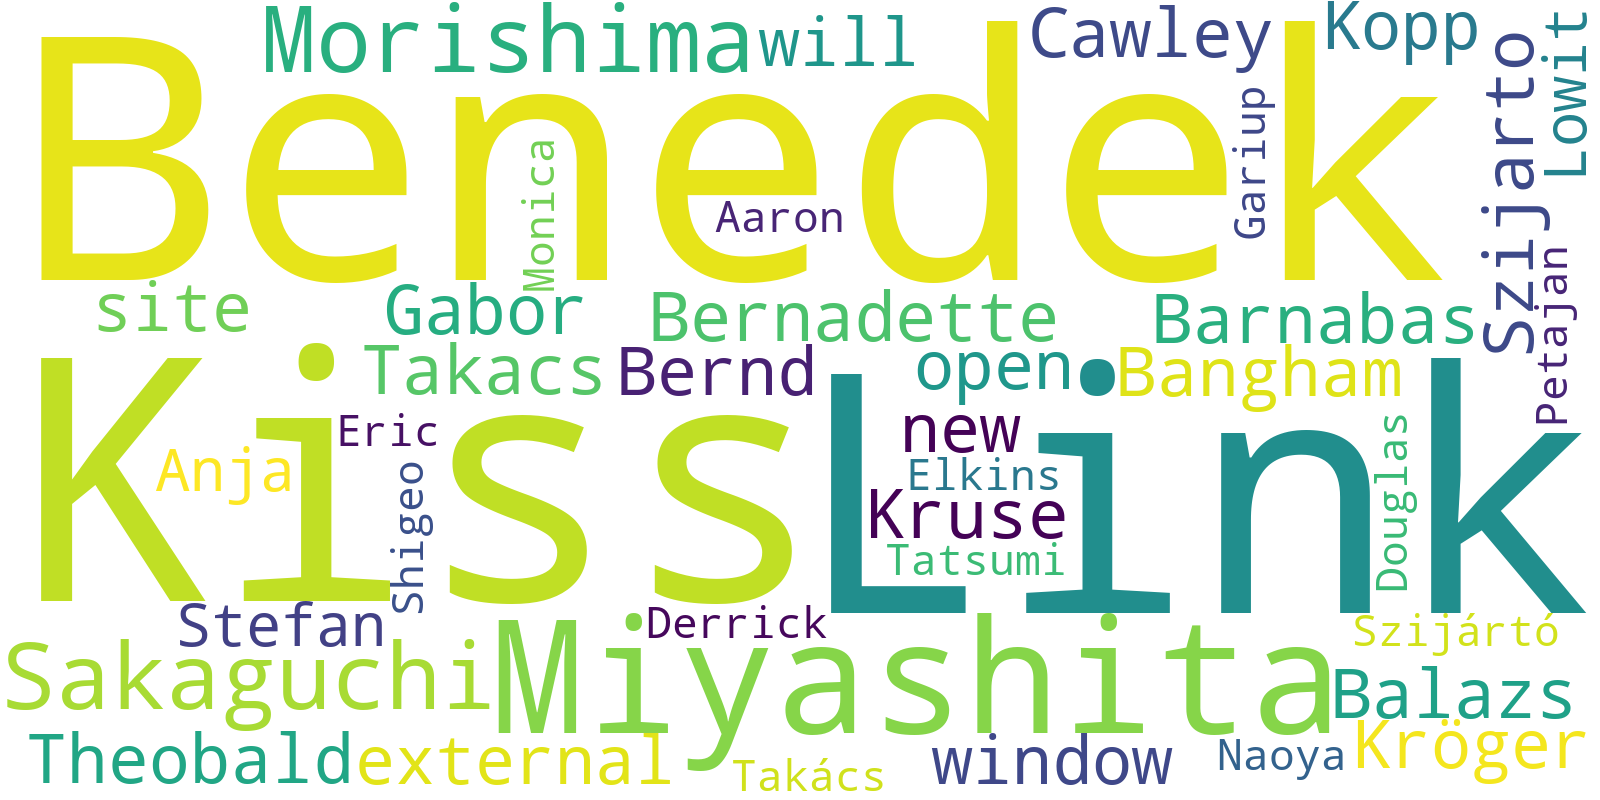 Morishima
will
Cawley
Kopp
Benedek
Szijarto
Lowit
Monica
Aaron
Gariup
Petajan
site
Gabor
Bernadette
Barnabas
Takacs
Bernd
open
Bangham
Kiss
Link
Eric
new
Anja
Shigeo
Elkins
Kruse
Douglas
Tatsumi
Stefan
Derrick
Miyashita
Szijártó
Sakaguchi
Balazs
Theobald
external
Takács
window
Naoya
Kröger